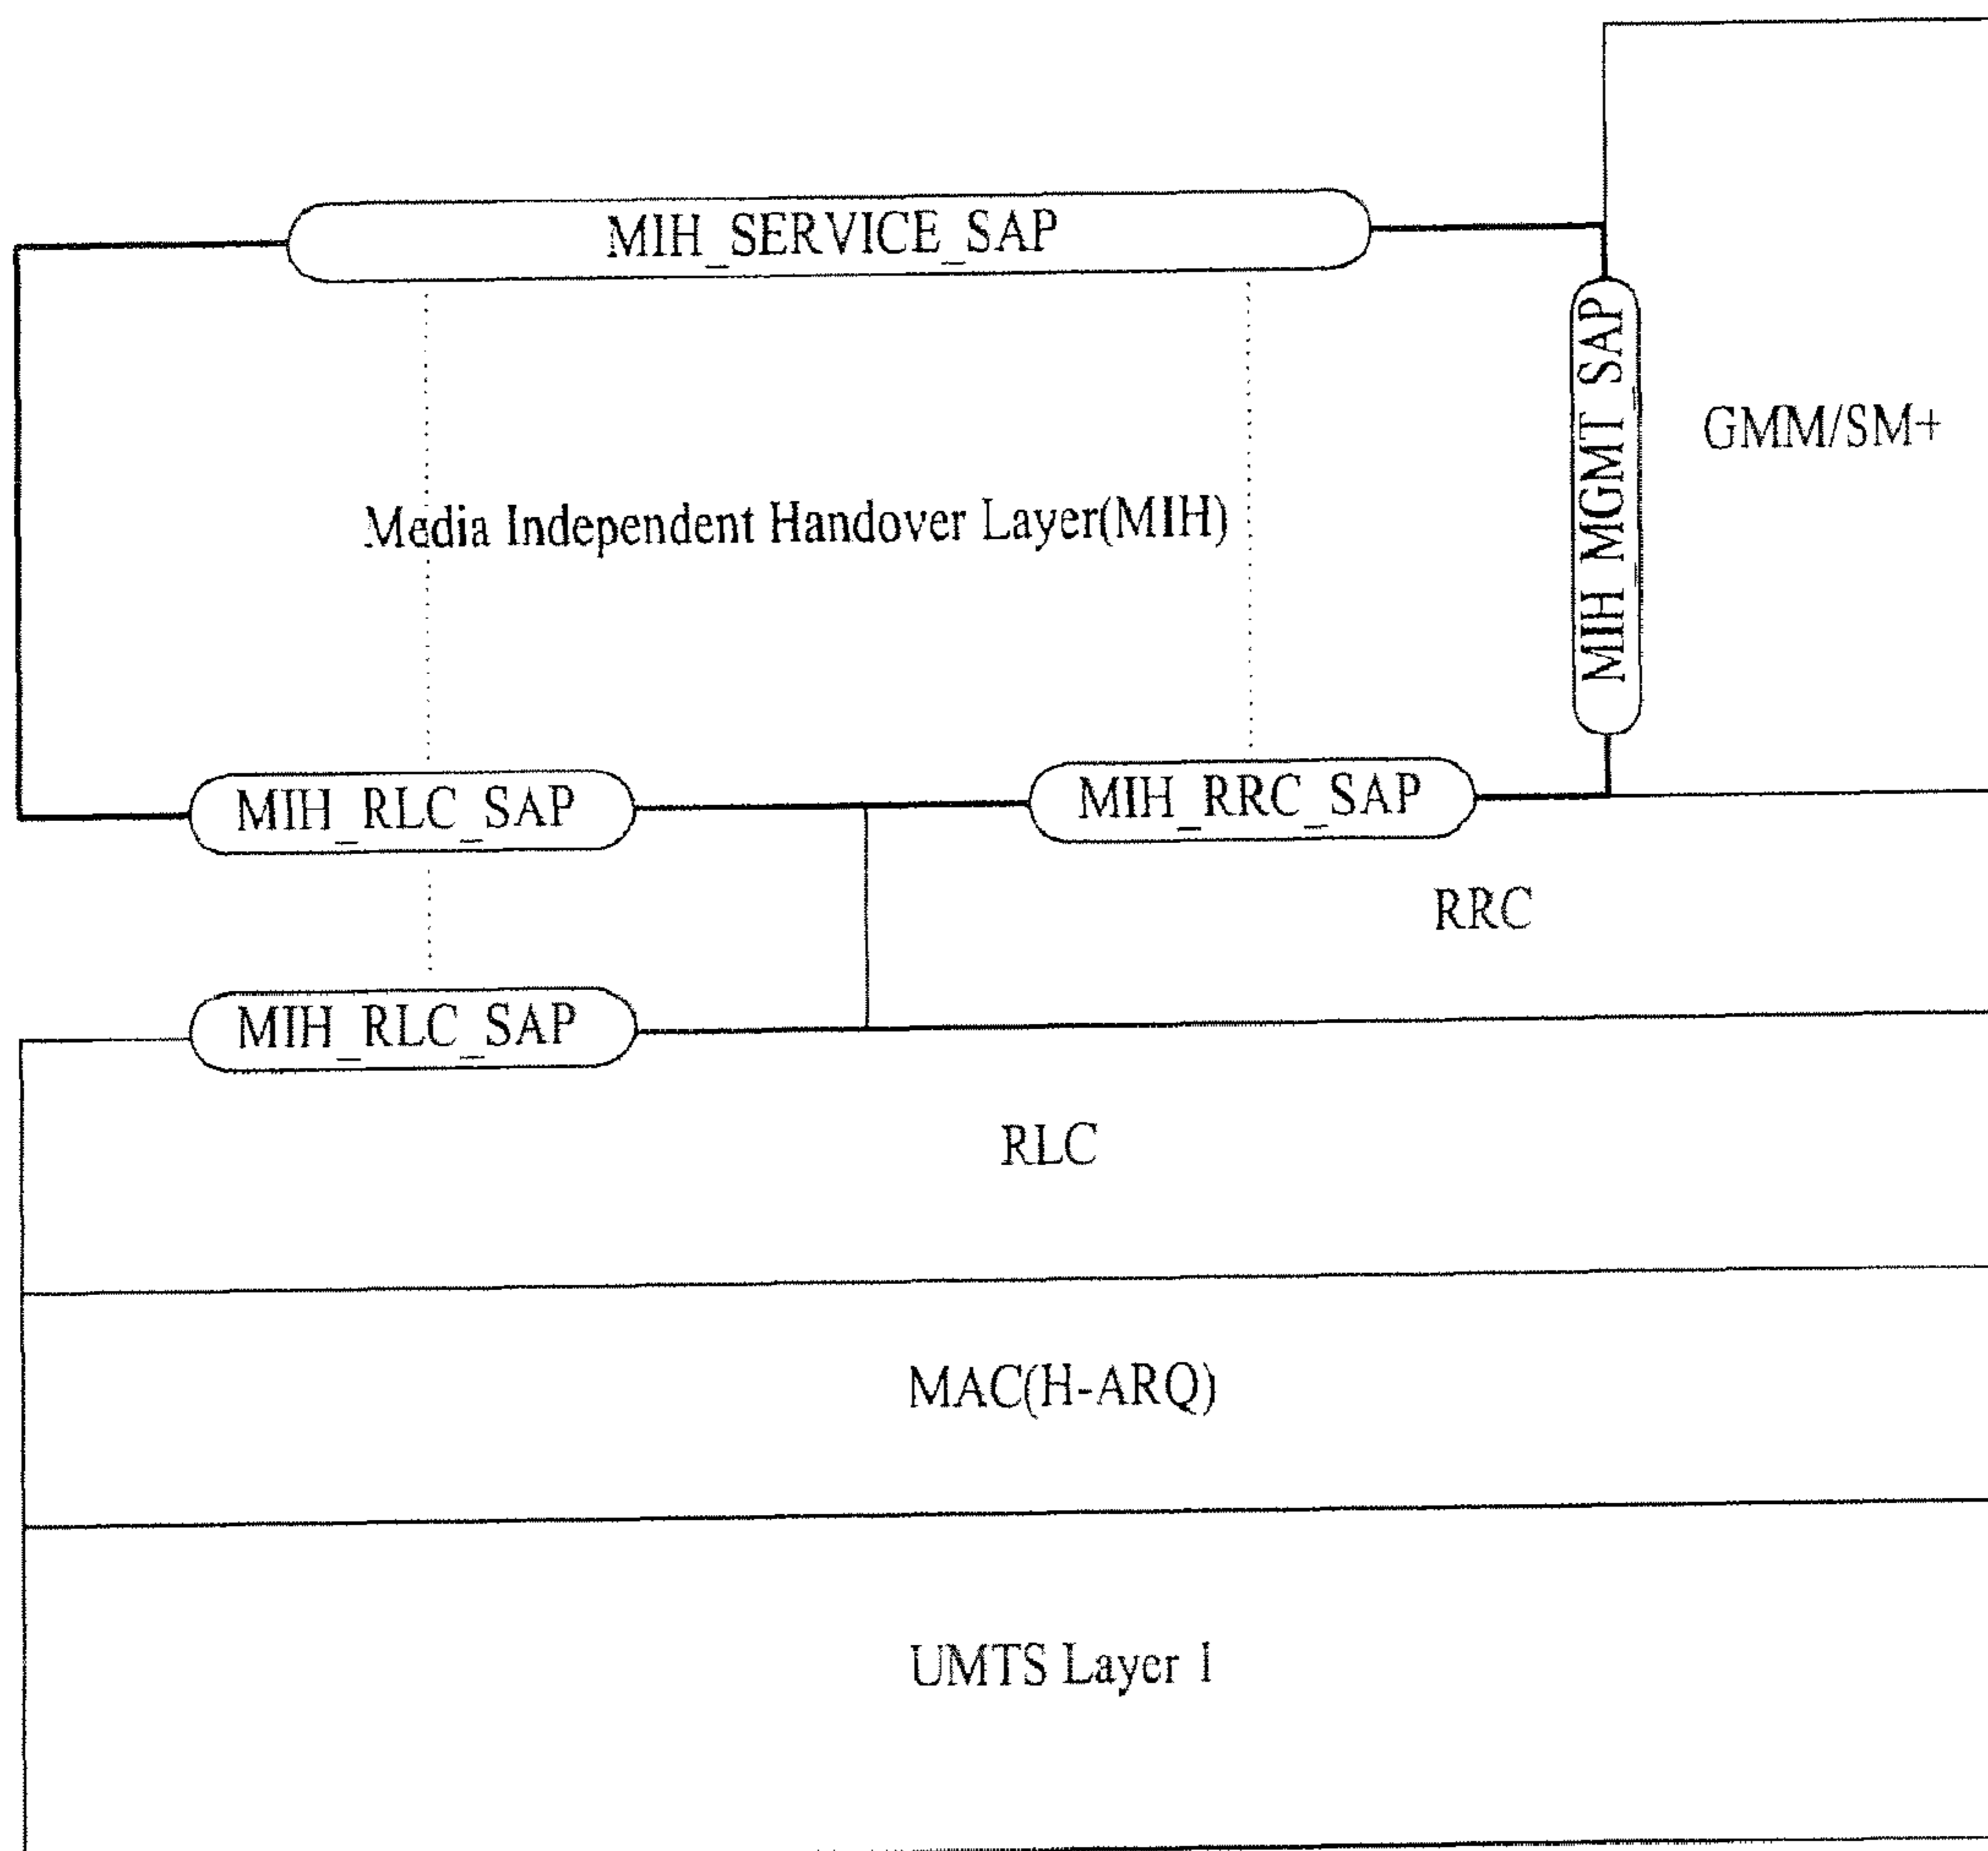 MIH_SERVICE_SAP
MIH_MGMT_SAP
GMM/SM+
Media Independent Handover Layer(MIH)
MIH_RLC_SAP
MIH_RRC_SAP
RRC
MIH_RLC_SAP
RLC
MAC(H-ARQ)
UMTS Layer 1